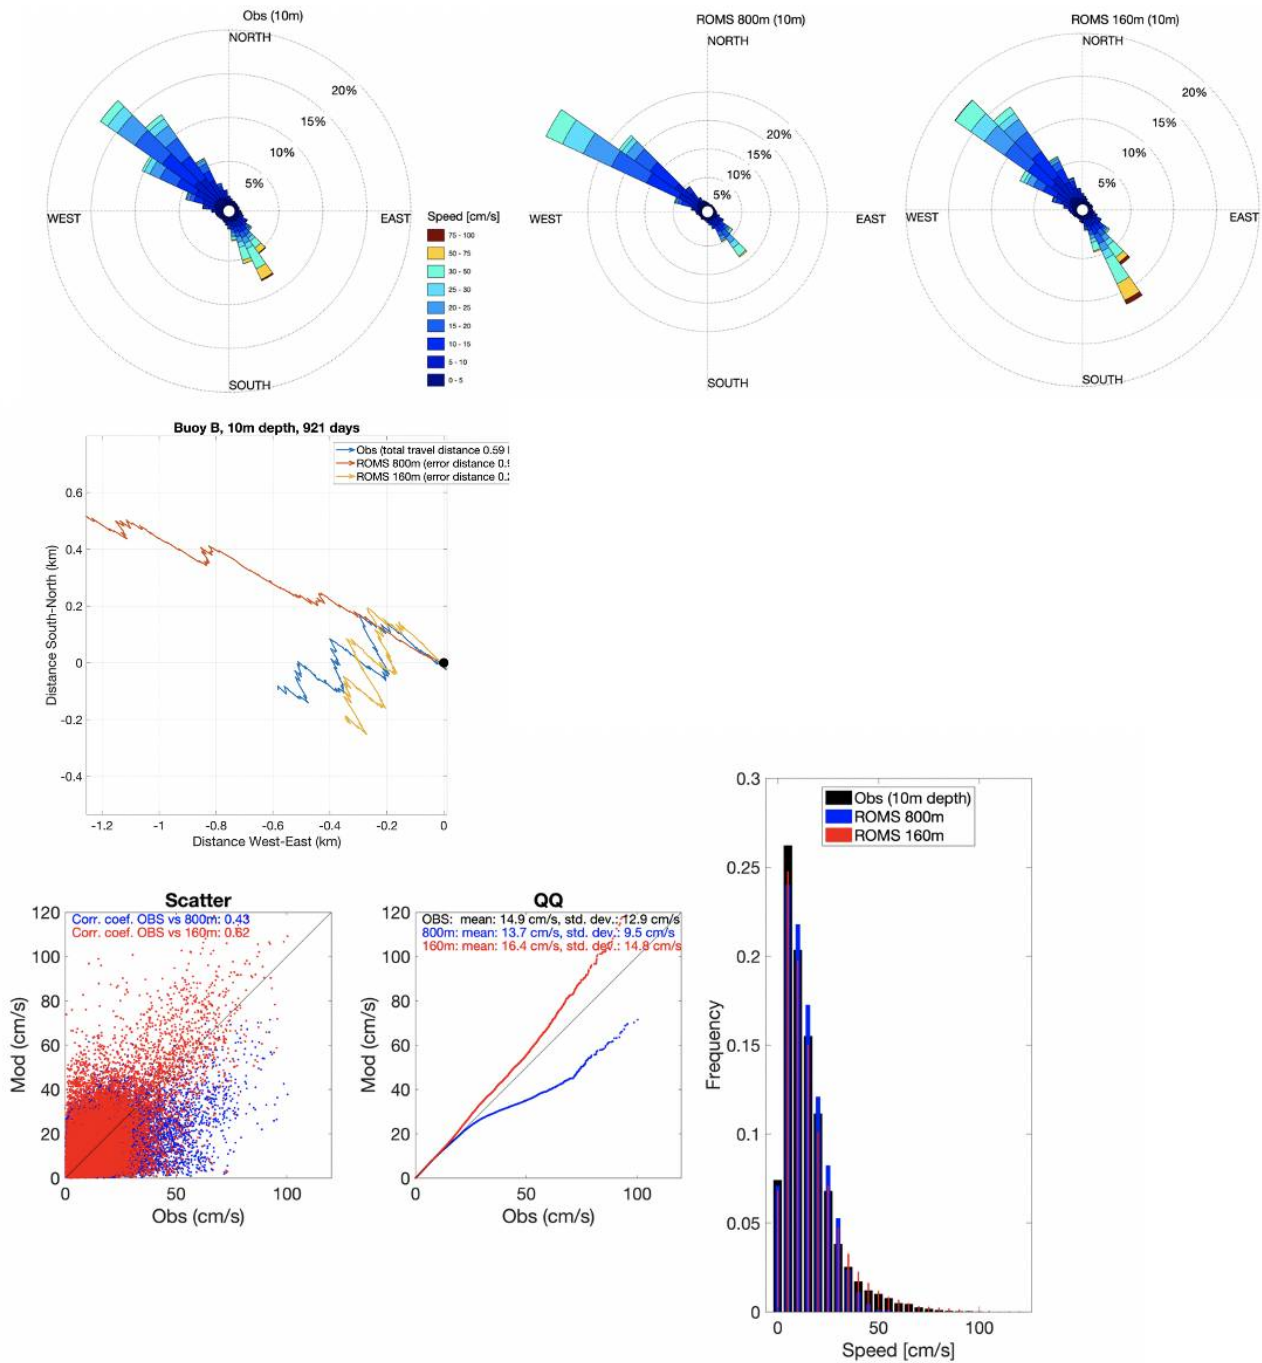 Obs (10m)
NORTH
20%
15%
10%
5%
WEST
EAST
SOUTH
Speed [cm/s]
75 - 100
50 - 75
30 - 50
25 - 30
20 - 25
15 - 20
10 - 15
5 - 10
0 - 5
ROMS 800m (10m)
NORTH
20%
15%
10%
5%
WEST
EAST
SOUTH
ROMS 160m (10m)
NORTH
20%
15%
10%
5%
WEST
EAST
SOUTH
Buoy B, 10m depth, 921 days
Obs (total travel distance 0.59
ROMS 800m (error distance
ROMS 160m (error distance
0.6
0.4
0.2
0
-0.2
-0.4
Distance South-North (km)
-1.2 -1 -0.8 -0.6 -0.4 -0.2 0
Distance West-East (km)
Scatter
Corr. coef. OBS vs 800m: 0.43
Corr. coef. OBS vs 160m: 0.62
120
100
80
60
40
20
0
Mod (cm/s)
0 50 100
Obs (cm/s)
QQ
OBS: mean: 14.9 cm/s, std. dev.: 12.9 cm/s
800m: mean: 13.7 cm/s, std. dev.: 9.5 cm/s
160m: mean: 16.4 cm/s, std. dev.: 14.8 cm/s
120
100
80
60
40
20
0
Mod (cm/s)
0 50 100
Obs (cm/s)
Obs (10m depth)
ROMS 800m
ROMS 160m
0.3
0.25
0.2
0.15
0.1
0.05
0
Frequency
0 50 100
Speed [cm/s]